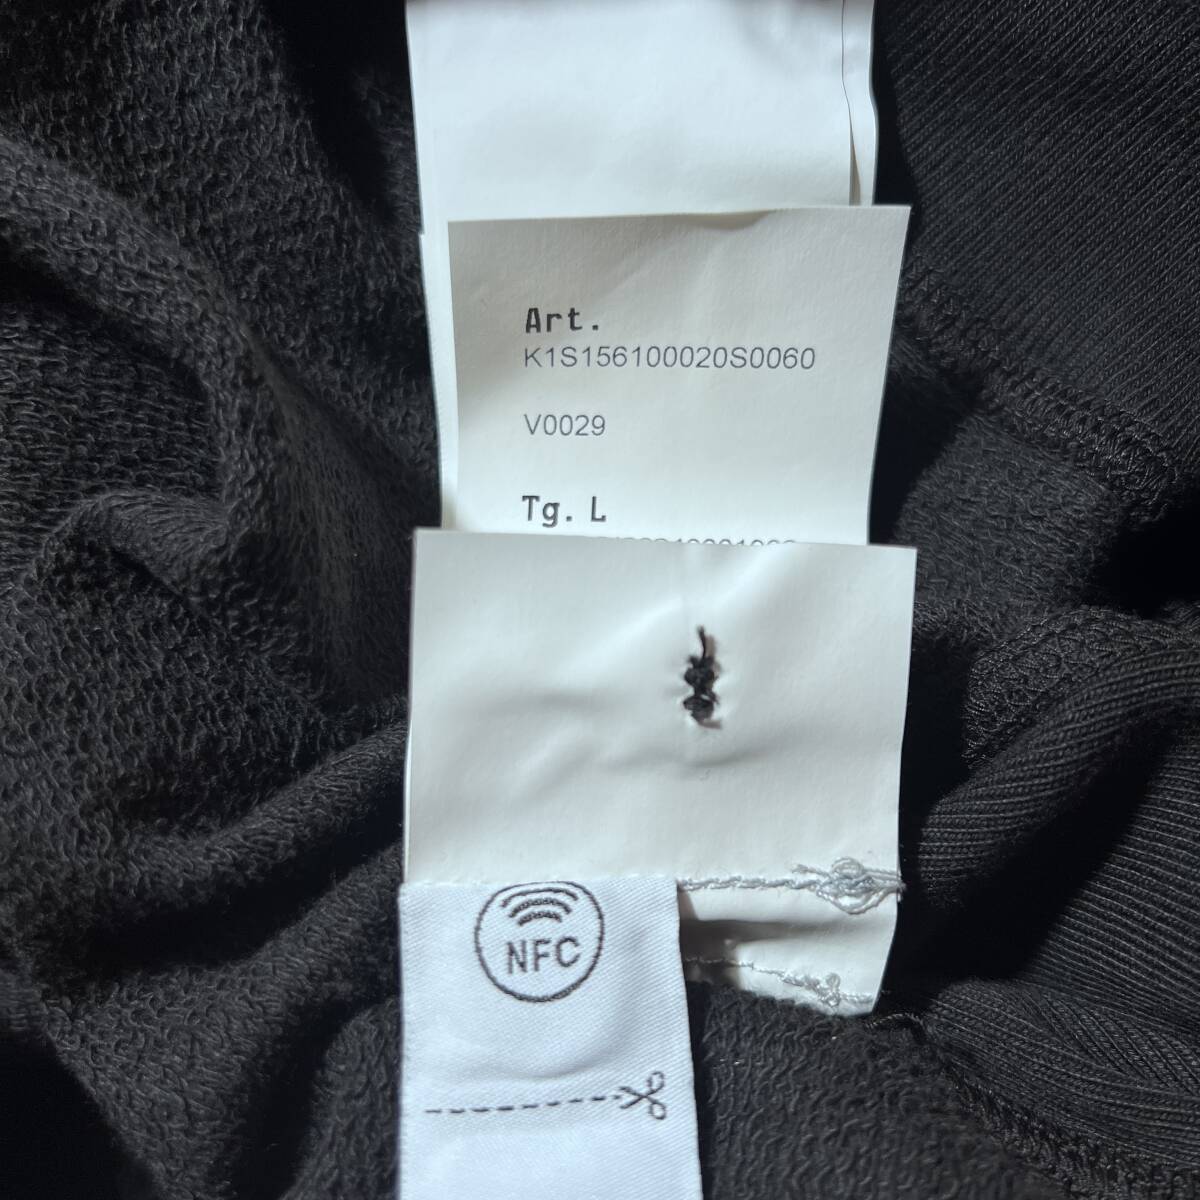 Art.
K1S156100020S0060
V0029
Tg. L
NFC